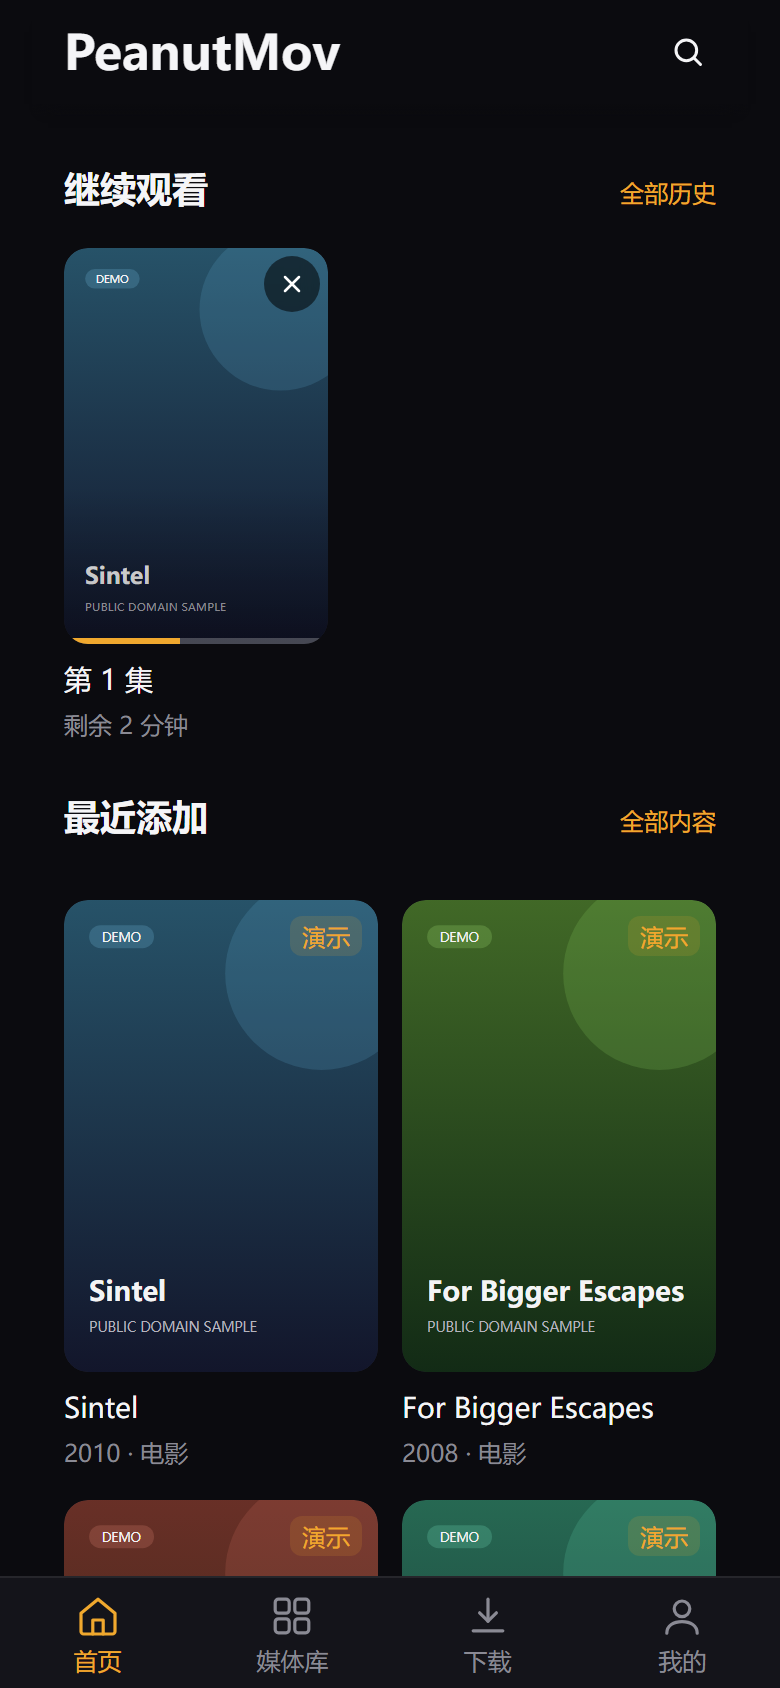 PeanutMov
继续观看
全部历史
DEMO
Sintel
PUBLIC DOMAIN SAMPLE
第 1 集
剩余 2 分钟
最近添加
全部内容
DEMO
演示
Sintel
PUBLIC DOMAIN SAMPLE
Sintel
2010 · 电影
DEMO
演示
For Bigger Escapes
PUBLIC DOMAIN SAMPLE
For Bigger Escapes
2008 · 电影
DEMO
演示
DEMO
演示
首页
媒体库
下载
我的